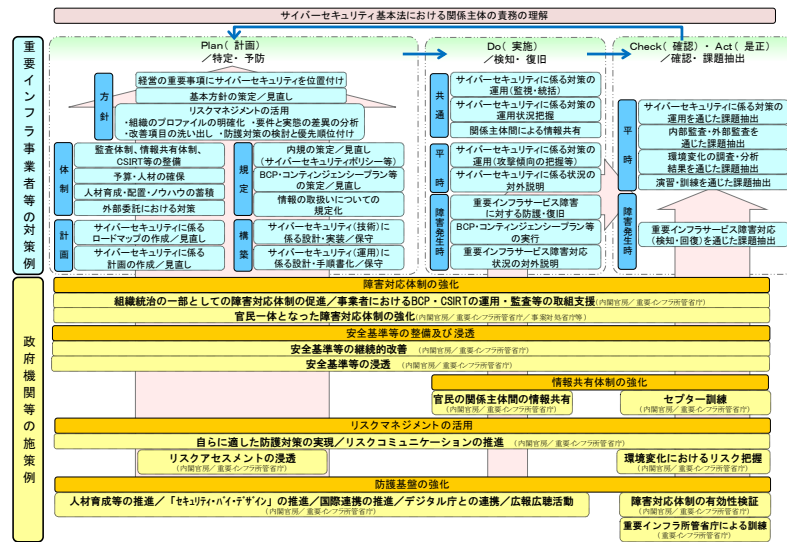 サイバーセキュリティ基本法における関係主体の責務の理解
重要インフラ事業者等の対策例
Plan(計画)
／特定・予防
方針
経営の重要事項にサイバーセキュリティを位置付け
基本方針の策定／見直し
リスクマネジメントの活用
・組織のプロファイルの明確化 ・要件と実態の差異の分析
・改善項目の洗い出し ・防護対策の検討と優先順位付け
体制
監査体制、情報共有体制、
CSIRT等の整備
予算・人材の確保
人材育成・配置・ノウハウの蓄積
外部委託における対策
規定
内規の策定／見直し
(サイバーセキュリティポリシー等)
BCP・コンティンジェンシープラン等
の策定／見直し
情報の取扱いについての
規定化
計画
サイバーセキュリティに係る
ロードマップの作成／見直し
サイバーセキュリティに係る
計画の作成／見直し
構築
サイバーセキュリティ(技術)に
係る設計・実装／保守
サイバーセキュリティ(運用)に
係る設計・手順書化／保守
Do(実施)
／検知・復旧
共通
サイバーセキュリティに係る対策の
運用(監視・統括)
サイバーセキュリティに係る対策の
運用状況把握
関係主体間による情報共有
平時
サイバーセキュリティに係る対策の
運用(攻撃傾向の把握等)
サイバーセキュリティに係る状況の
対外説明
障害発生時
重要インフラサービス障害
に対する防護・復旧
BCP・コンティンジェンシープラン等
の実行
重要インフラサービス障害対応
状況の対外説明
Check(確認)・Act(是正)
／確認・課題抽出
平時
サイバーセキュリティに係る対策の
運用を通じた課題抽出
内部監査・外部監査を
通じた課題抽出
環境変化の調査・分析
結果を通じた課題抽出
演習・訓練を通じた課題抽出
障害発生時
重要インフラサービス障害対応
(検知・回復)を通じた課題抽出
政府機関等の施策例
障害対応体制の強化
組織統治の一部としての障害対応体制の促進／事業者におけるBCP・CSIRTの運用・監査等の取組支援(内閣官房／重要インフラ所管省庁)
官民一体となった障害対応体制の強化(内閣官房／重要インフラ所管省庁／事案対処省庁等)
安全基準等の整備及び浸透
安全基準等の継続的改善 (内閣官房／重要インフラ所管省庁)
安全基準等の浸透 (内閣官房／重要インフラ所管省庁)
情報共有体制の強化
官民の関係主体間の情報共有
(内閣官房／重要インフラ所管省庁)
セプター訓練
(内閣官房／重要インフラ所管省庁)
リスクマネジメントの活用
自らに適した防護対策の実現／リスクコミュニケーションの推進 (内閣官房／重要インフラ所管省庁)
リスクアセスメントの浸透
(内閣官房／重要インフラ所管省庁)
環境変化におけるリスク把握
(内閣官房／重要インフラ所管省庁)
防護基盤の強化
人材育成等の推進／「セキュリティ・バイ・デザイン」の推進／国際連携の推進／デジタル庁との連携／広報広聴活動
(内閣官房／重要インフラ所管省庁)
障害対応体制の有効性検証
(内閣官房／重要インフラ所管省庁)
重要インフラ所管省庁による訓練
(重要インフラ所管省庁)